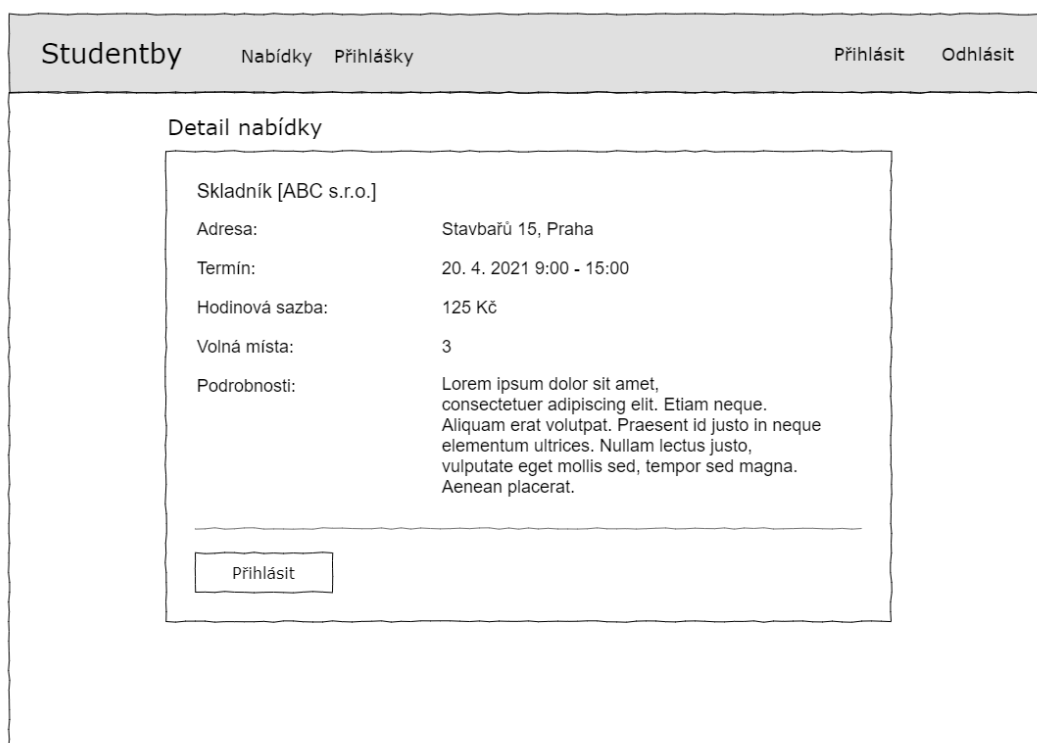 Studentby Nabídky Přihlášky Přihlásit Odhlásit
Detail nabídky
Skladník [ABC s.r.o.]
Adresa: Stavbařů 15, Praha
Termín: 20. 4. 2021 9:00 - 15:00
Hodinová sazba: 125 Kč
Volná místa: 3
Podrobnosti: Lorem ipsum dolor sit amet,
consectetuer adipiscing elit. Etiam neque.
Aliquam erat volutpat. Praesent id justo in neque
elementum ultrices. Nullam lectus justo,
vulputate eget mollis sed, tempor sed magna.
Aenean placerat.
Přihlásit